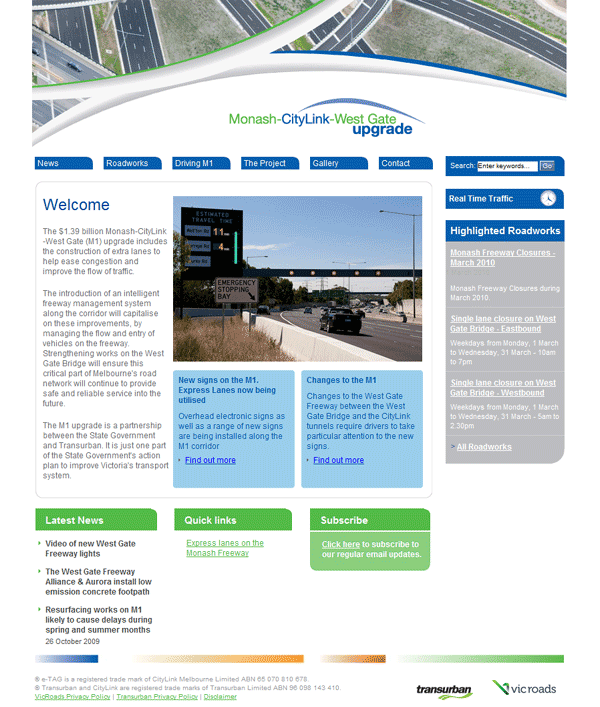 Monash-CityLink-West Gate
upgrade
News
Roadworks
Driving M1
The Project
Gallery
Contact
Search: Enter keywords... Go
Real Time Traffic
Welcome
The $1.39 billion Monash-CityLink
-West Gate (M1) upgrade includes
the construction of extra lanes to
help ease congestion and
improve the flow of traffic.
The introduction of an intelligent
freeway management system
along the corridor will capitalise
on these improvements, by
managing the flow and entry of
vehicles on the freeway.
Strengthening works on the West
Gate Bridge will ensure this
critical part of Melbourne's road
network will continue to provide
safe and reliable service into the
future.
The M1 upgrade is a partnership
between the State Government
and Transurban. It is just one part
of the State Government's action
plan to improve Victoria's transport
system.
ESTIMATED
TRAVEL TIME
11
4
EMERGENCY
STOPPING
BAY
New signs on the M1.
Express Lanes now being
utilised
Overhead electronic signs as
well as a range of new signs
are being installed along the
M1 corridor
Find out more
Changes to the M1
Changes to the West Gate
Freeway between the West
Gate Bridge and the CityLink
tunnels require drivers to take
particular attention to the new
signs.
Find out more
Highlighted Roadworks
Monash Freeway Closures -
March 2010
Monash Freeway Closures during
March 2010.
Single lane closure on West
Gate Bridge - Eastbound
Weekdays from Monday, 1 March
to Wednesday, 31 March - 10am
to 7pm
Single lane closure on West
Gate Bridge - Westbound
Weekdays from Monday, 1 March
to Wednesday, 31 March - 5am to
2:30pm
> All Roadworks
Latest News
Video of new West Gate
Freeway lights
The West Gate Freeway
Alliance & Aurora install low
emission concrete footpath
Resurfacing works on M1
likely to cause delays during
spring and summer months
26 October 2009
Quick links
Express lanes on the
Monash Freeway
Subscribe
Click here to subscribe to
our regular email updates.
® e-TAG is a registered trade mark of CityLink Melbourne Limited ABN 65 070 810 678.
® Transurban and CityLink are registered trade marks of Transurban Limited ABN 96 098 143 410.
VicRoads Privacy Policy | Transurban Privacy Policy | Disclaimer
transurban
vicroads